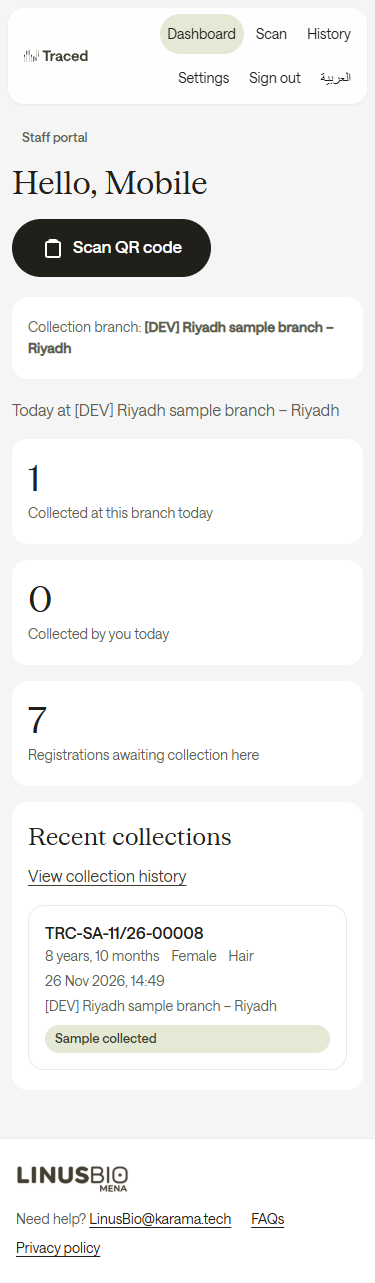 Traced
Dashboard Scan History
Settings Sign out العربية
Staff portal
Hello, Mobile
Scan QR code
Collection branch: [DEV] Riyadh sample branch –
Riyadh
Today at [DEV] Riyadh sample branch – Riyadh
1
Collected at this branch today
0
Collected by you today
7
Registrations awaiting collection here
Recent collections
View collection history
TRC-SA-11/26-00008
8 years, 10 months Female Hair
26 Nov 2026, 14:49
[DEV] Riyadh sample branch – Riyadh
Sample collected
LINUSBIO
MENA
Need help? LinusBio@karama.tech FAQs
Privacy policy